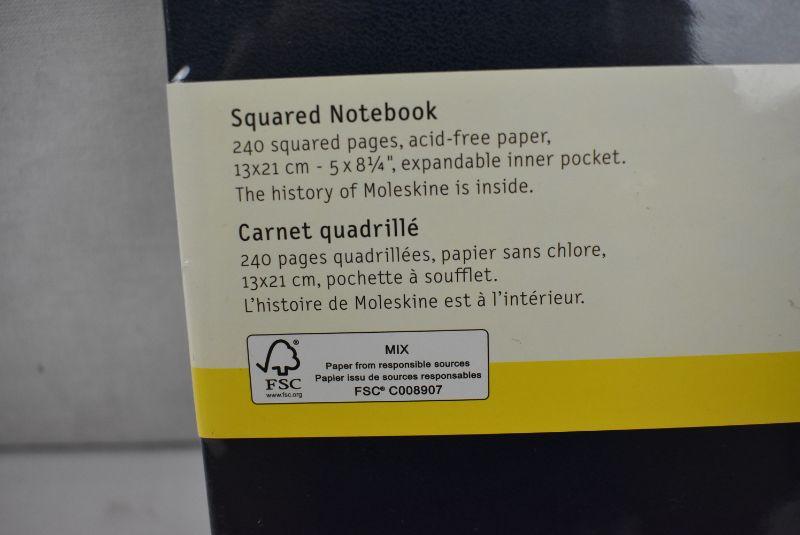 Squared Notebook
240 squared pages, acid-free paper,
13x21 cm - 5 x 8¼", expandable inner pocket.
The history of Moleskine is inside.
Carnet quadrillé
240 pages quadrillées, papier sans chlore,
13x21 cm, pochette à soufflet.
L'histoire de Moleskine est à l'intérieur.
FSC
www.fsc.org
MIX
Paper from responsible sources
Papier issu de sources responsables
FSC® C008907